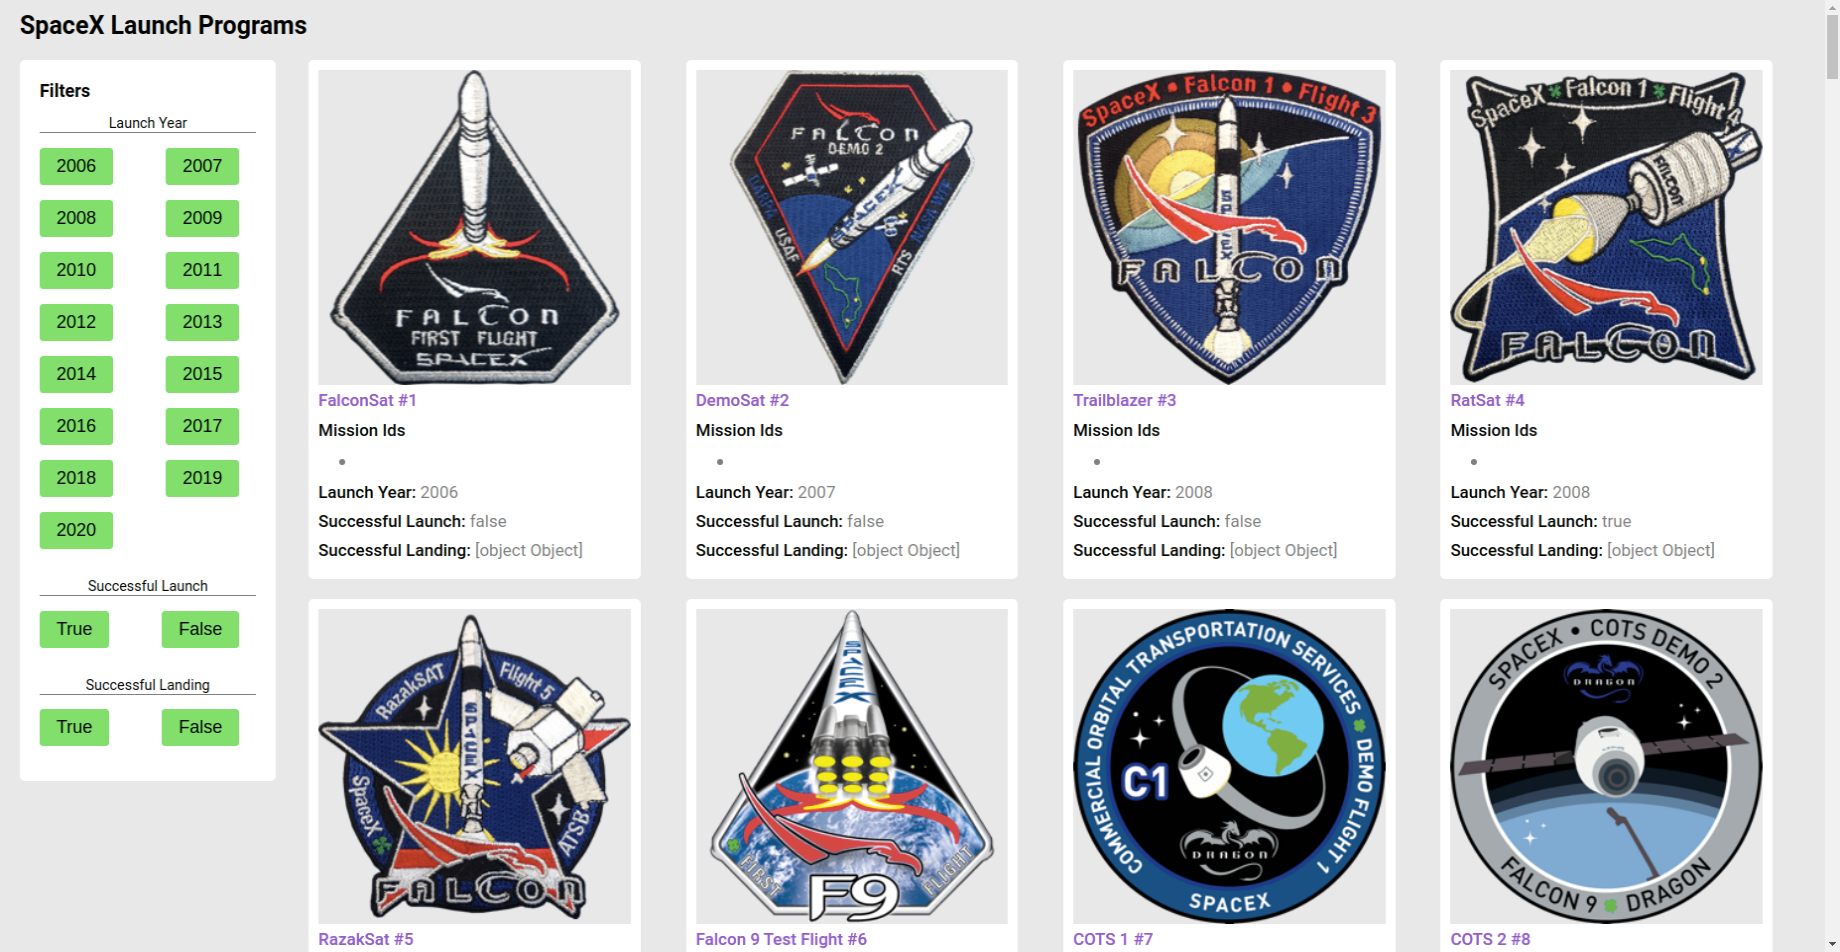 SpaceX Launch Programs
Filters
Launch Year
2006 2007
2008 2009
2010 2011
2012 2013
2014 2015
2016 2017
2018 2019
2020
Successful Launch
True False
Successful Landing
True False
FALCON
FIRST FLIGHT
SPACEX
FalconSat #1
Mission Ids
Launch Year: 2006
Successful Launch: false
Successful Landing: [object Object]
FALCON
DEMO 2
SPACEX
USAF
RTS
DemoSat #2
Mission Ids
Launch Year: 2007
Successful Launch: false
Successful Landing: [object Object]
SpaceX • Falcon 1 • Flight 3
SPACEX
FALCON
Trailblazer #3
Mission Ids
Launch Year: 2008
Successful Launch: false
Successful Landing: [object Object]
SpaceX Falcon 1 Flight 4
FALCON
FALCON
RatSat #4
Mission Ids
Launch Year: 2008
Successful Launch: true
Successful Landing: [object Object]
RazakSAT
Flight 5
SPACEX
SpaceX
ATSB
FALCON
RazakSat #5
SPACEX
FIRST FLIGHT
F9
Falcon 9 Test Flight #6
COMMERCIAL ORBITAL TRANSPORTATION SERVICES DEMO FLIGHT 1
C1
DRAGON
SPACEX
COTS 1 #7
SPACEX • COTS DEMO 2
DRAGON
FALCON 9 DRAGON
COTS 2 #8